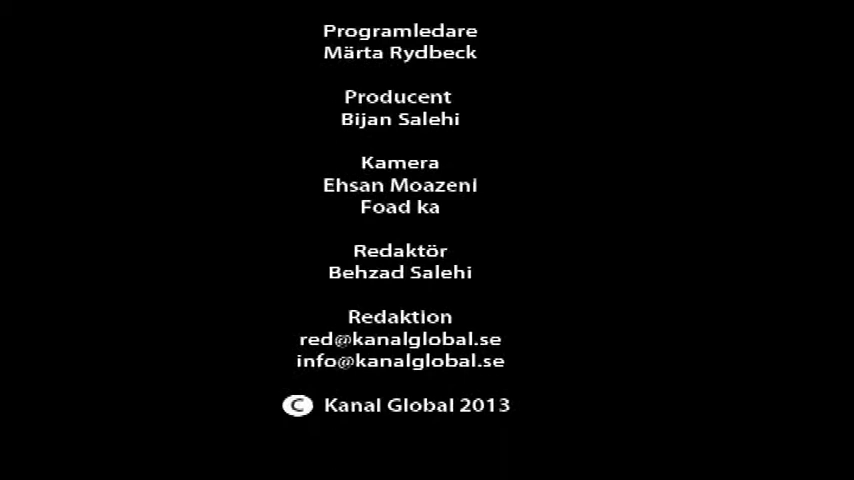 Programledare
Märta Rydbeck
Producent
Bijan Salehi
Kamera
Ehsan Moazeni
Foad ka
Redaktör
Behzad Salehi
Redaktion
red@kanalglobal.se
info@kanalglobal.se
© Kanal Global 2013